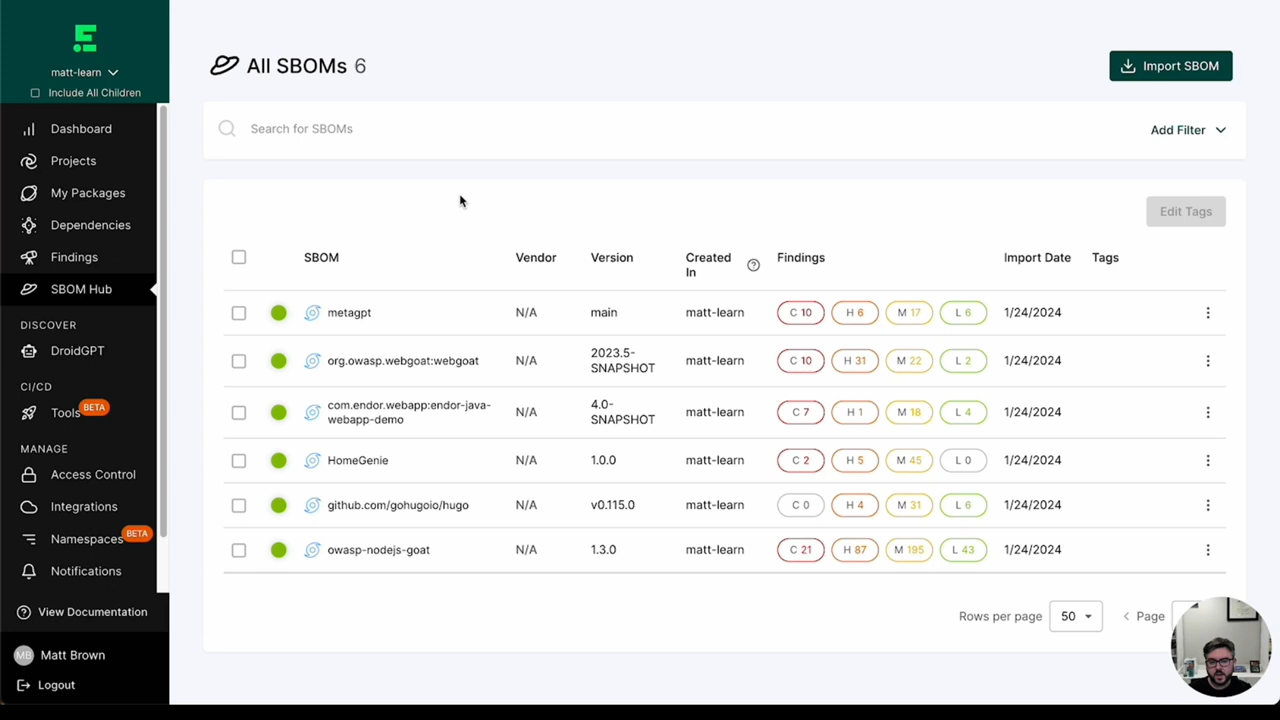 matt-learn
Include All Children
Dashboard
Projects
My Packages
Dependencies
Findings
SBOM Hub
DISCOVER
DroidGPT
CI/CD
Tools BETA
MANAGE
Access Control
Integrations
Namespaces BETA
Notifications
View Documentation
MB Matt Brown
Logout
All SBOMs 6
Import SBOM
Search for SBOMs
Add Filter
Edit Tags
SBOM Vendor Version Created In ? Findings Import Date Tags
metagpt N/A main matt-learn C 10 H 6 M 17 L 6 1/24/2024
org.owasp.webgoat:webgoat N/A 2023.5-SNAPSHOT matt-learn C 10 H 31 M 22 L 2 1/24/2024
com.endor.webapp:endor-java-webapp-demo N/A 4.0-SNAPSHOT matt-learn C 7 H 1 M 18 L 4 1/24/2024
HomeGenie N/A 1.0.0 matt-learn C 2 H 5 M 45 L 0 1/24/2024
github.com/gohugoio/hugo N/A v0.115.0 matt-learn C 0 H 4 M 31 L 6 1/24/2024
owasp-nodejs-goat N/A 1.3.0 matt-learn C 21 H 87 M 195 L 43 1/24/2024
Rows per page 50 Page